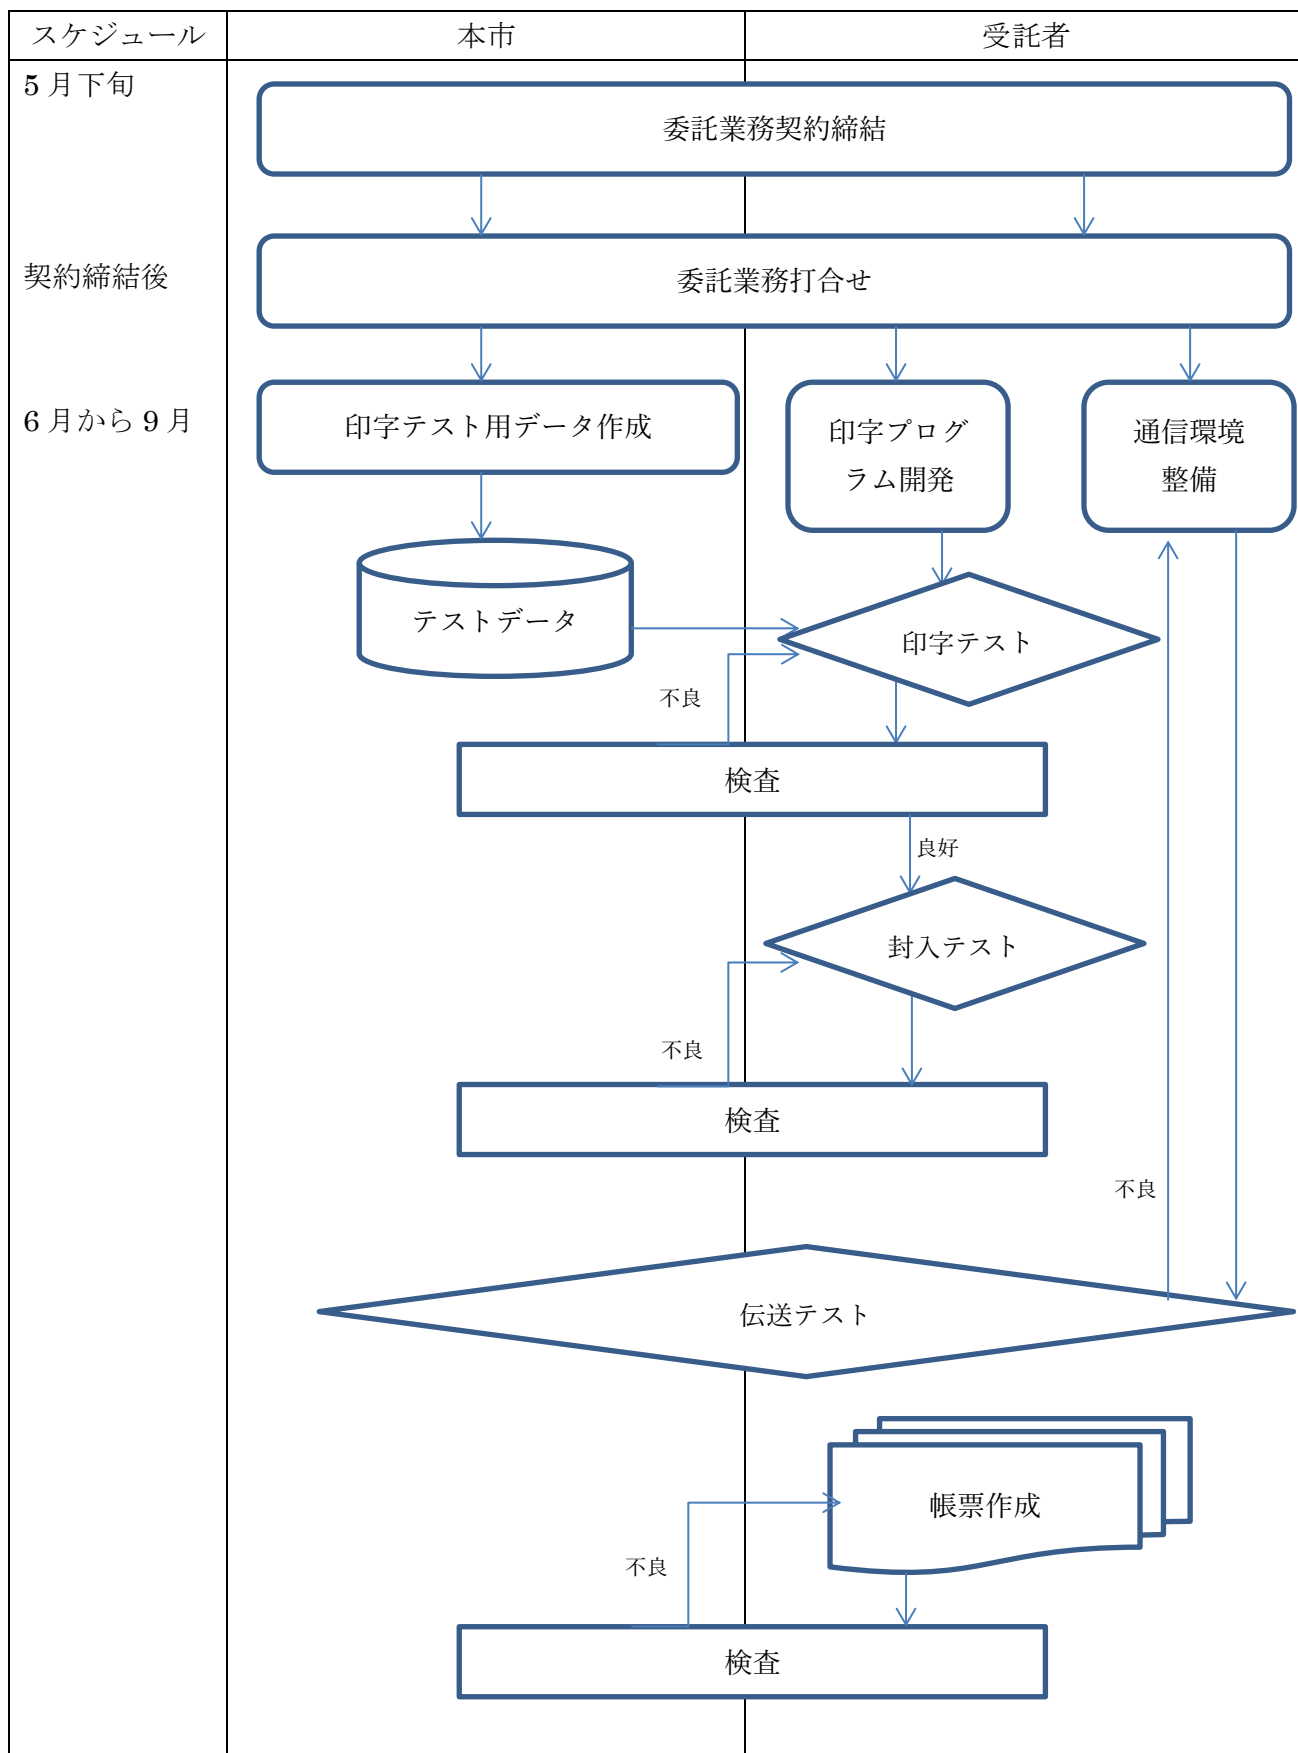 スケジュール
本市
受託者
5月下旬
委託業務契約締結
契約締結後
委託業務打合せ
6月から9月
印字テスト用データ作成
印字プログ
ラム開発
通信環境
整備
テストデータ
印字テスト
不良
検査
良好
封入テスト
不良
検査
不良
伝送テスト
帳票作成
不良
検査